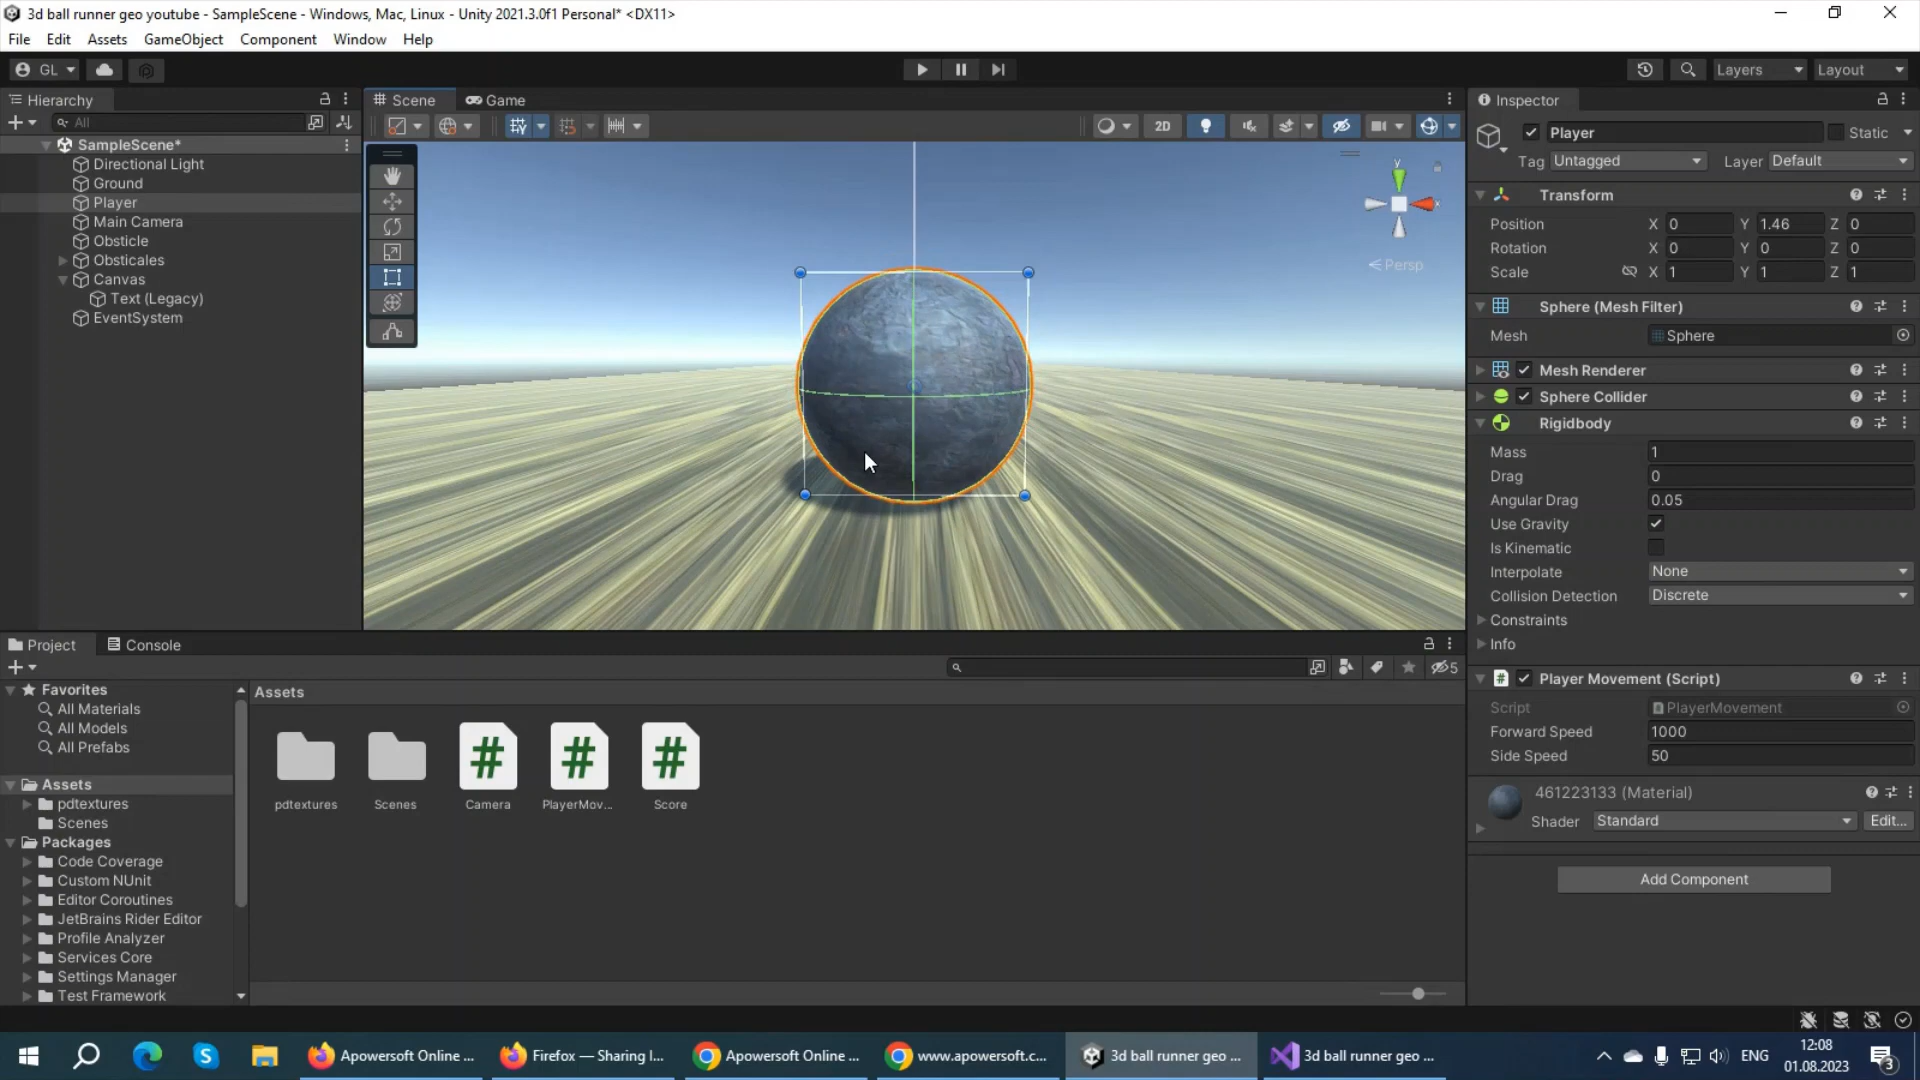 3d ball runner geo youtube - SampleScene - Windows, Mac, Linux - Unity 2021.3.0f1 Personal* <DX11>
File Edit Assets GameObject Component Window Help
GL Layers Layout
Hierarchy
All
SampleScene*
Directional Light
Ground
Player
Main Camera
Obsticle
Obsticales
Canvas
Text (Legacy)
EventSystem
Scene Game
2D
y
x
Persp
Inspector
Player Static
Tag Untagged Layer Default
Transform
Position X 0 Y 1.46 Z 0
Rotation X 0 Y 0 Z 0
Scale X 1 Y 1 Z 1
Sphere (Mesh Filter)
Mesh Sphere
Mesh Renderer
Sphere Collider
Rigidbody
Mass 1
Drag 0
Angular Drag 0.05
Use Gravity
Is Kinematic
Interpolate None
Collision Detection Discrete
Constraints
Info
Player Movement (Script)
Script PlayerMovement
Forward Speed 1000
Side Speed 50
461223133 (Material)
Shader Standard Edit...
Add Component
Project Console
5
Favorites
All Materials
All Models
All Prefabs
Assets
pdtextures
Scenes
Packages
Code Coverage
Custom NUnit
Editor Coroutines
JetBrains Rider Editor
Profile Analyzer
Services Core
Settings Manager
Test Framework
Assets
pdtextures Scenes Camera PlayerMov... Score
Apowersoft Online ... Firefox — Sharing I... Apowersoft Online ... www.apowersoft.c... 3d ball runner geo ... 3d ball runner geo ... ENG
12:08
01.08.2023
3